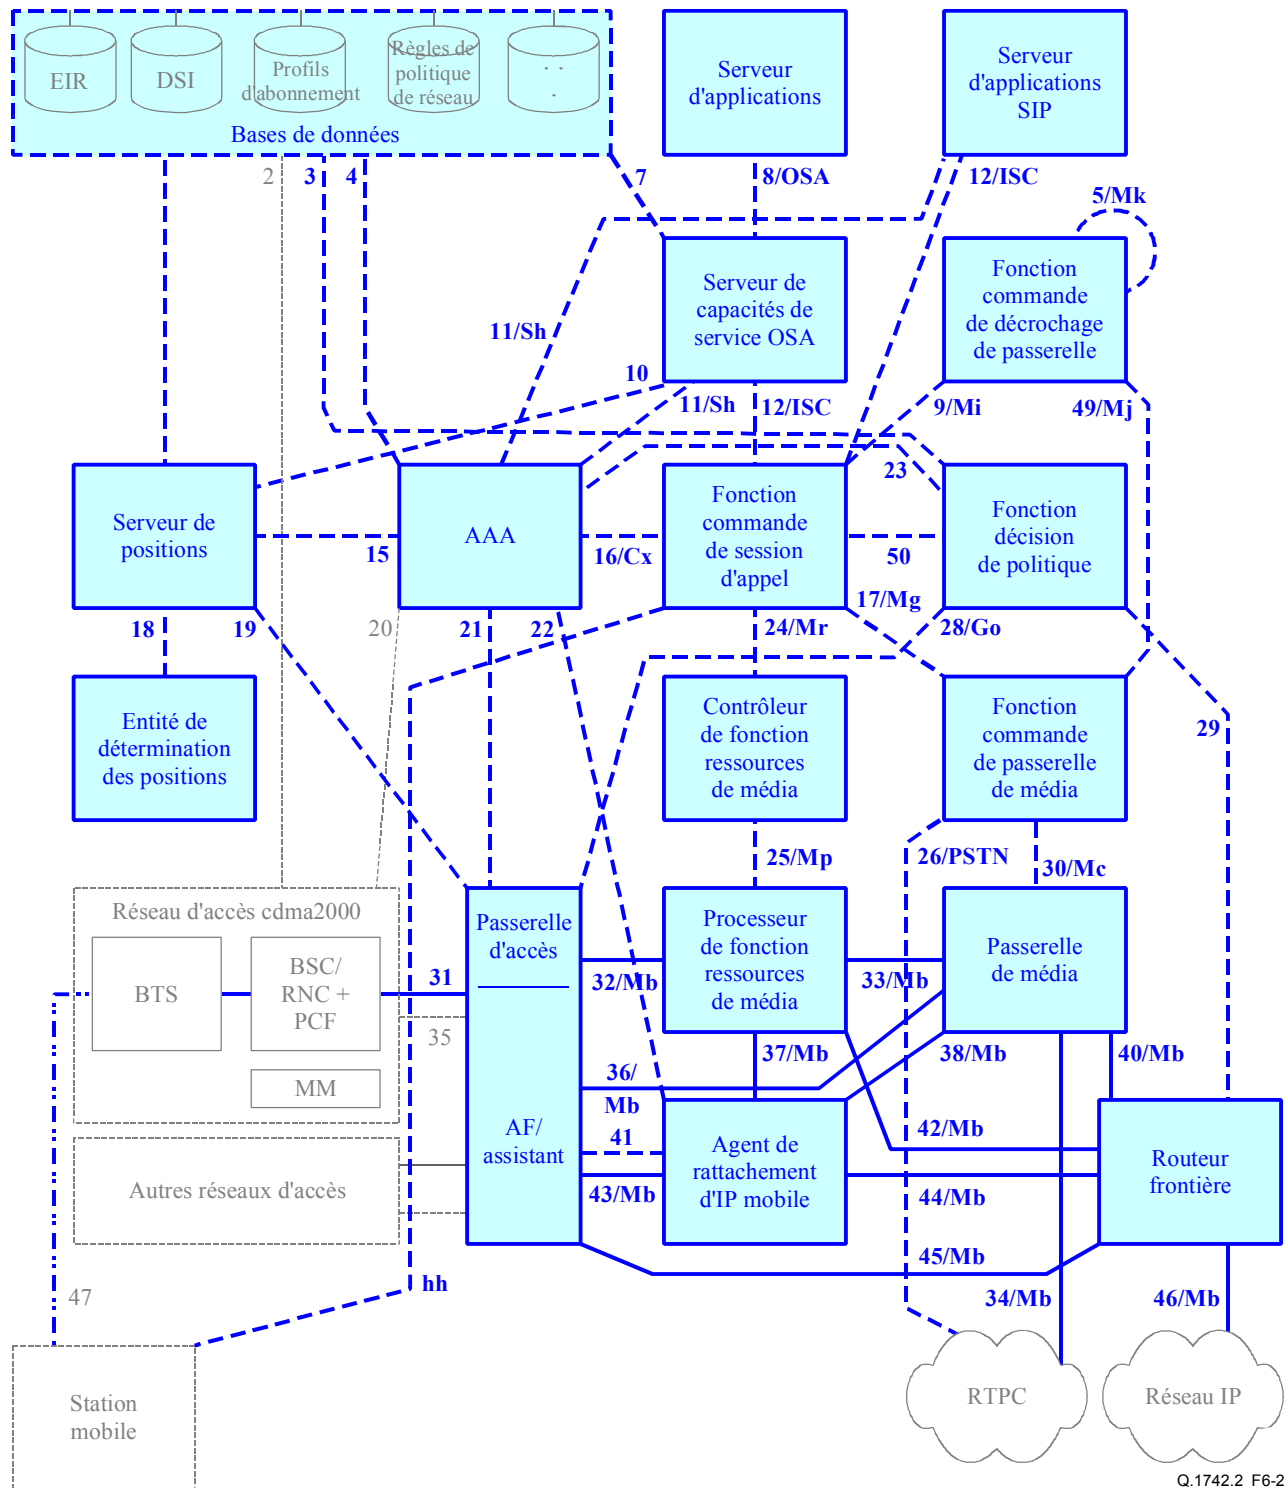 EIR
DSI
Profils
d'abonnement
Règles de
politique
de réseau
. .
.
Bases de données
Serveur
d'applications
Serveur
d'applications
SIP
2
3
4
7
8/OSA
12/ISC
5/Mk
Serveur de
capacités de
service OSA
Fonction
commande
de décrochage
de passerelle
11/Sh
10
11/Sh
12/ISC
9/Mi
49/Mj
23
Serveur de
positions
15
AAA
16/Cx
Fonction
commande
de session
d'appel
50
Fonction
décision
de politique
17/Mg
18
19
20
21
22
24/Mr
28/Go
Entité de
détermination
des positions
Contrôleur
de fonction
ressources
de média
Fonction
commande
de passerelle
de média
29
25/Mp
26/PSTN
30/Mc
Réseau d'accès cdma2000
BTS
BSC/
RNC +
PCF
MM
31
35
Passerelle
d'accès
32/Mb
Processeur
de fonction
ressources
de média
33/Mb
Passerelle
de média
36/
Mb
37/Mb
38/Mb
40/Mb
AF/
assistant
41
43/Mb
Agent de
rattachement
d'IP mobile
42/Mb
44/Mb
Routeur
frontière
Autres réseaux d'accès
45/Mb
47
hh
34/Mb
46/Mb
Station
mobile
RTPC
Réseau IP
Q.1742.2_F6-2